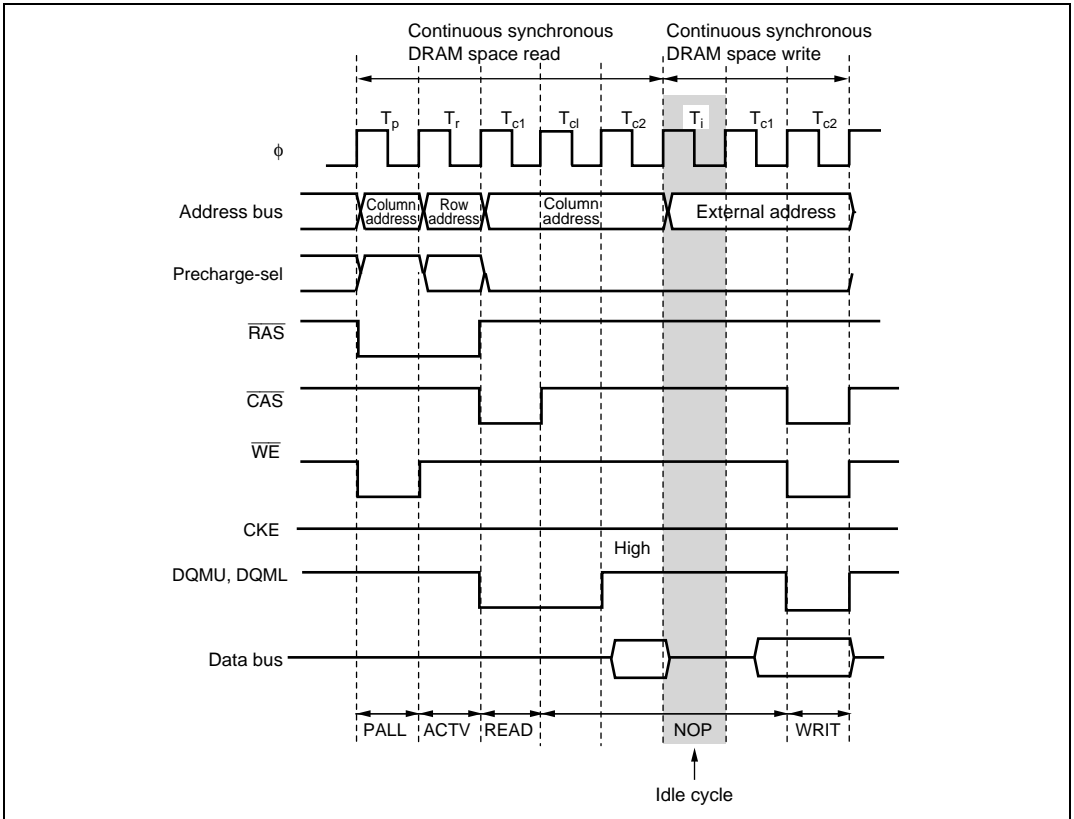 Continuous synchronous
DRAM space read
Continuous synchronous
DRAM space write
Tp
Tr
Tc1
Tcl
Tc2
Ti
Tc1
Tc2
ϕ
Address bus
Column
address
Row
address
Column
address
External address
Precharge-sel
RAS
CAS
WE
CKE
High
DQMU, DQML
Data bus
PALL
ACTV
READ
NOP
WRIT
Idle cycle